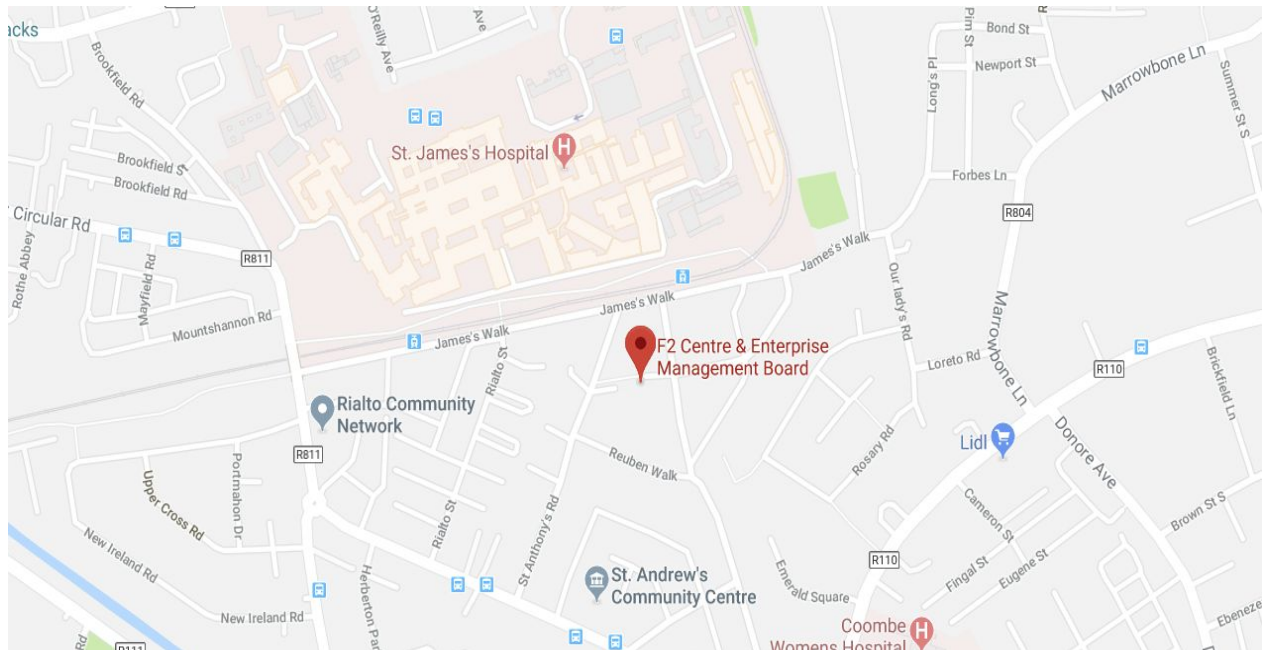 acks
O'Reilly Ave
Ave
Pim St
R
Bond St
Newport St
Long's Pl
Marrowbone Ln
Summer St S
Brookfield Rd
St. James's Hospital
H
Brookfield S
Brookfield Rd
Forbes Ln
R804
Circular Rd
Rothe Abbey
Mayfield Rd
R811
James's Walk
Our lady's Rd
Mountshannon Rd
James's Walk
James's Walk
Marrowbone Ln
F2 Centre & Enterprise
Management Board
Rialto St
Loreto Rd
R110
Brickfield Ln
Rialto Community
Network
Lidl
Donore Ave
R811
Portmahon Dr
Upper Cross Rd
Reuben Walk
Rosary Rd
Rialto St
St Anthony's Rd
Cameron St
Brown St S
New Ireland Rd
R110
Fingal St
Eugene St
Herberton Par
St. Andrew's
Community Centre
Emerald Square
New Ireland Rd
Ebeneze
Coombe
Womens Hospital
H
Rd
R111
D